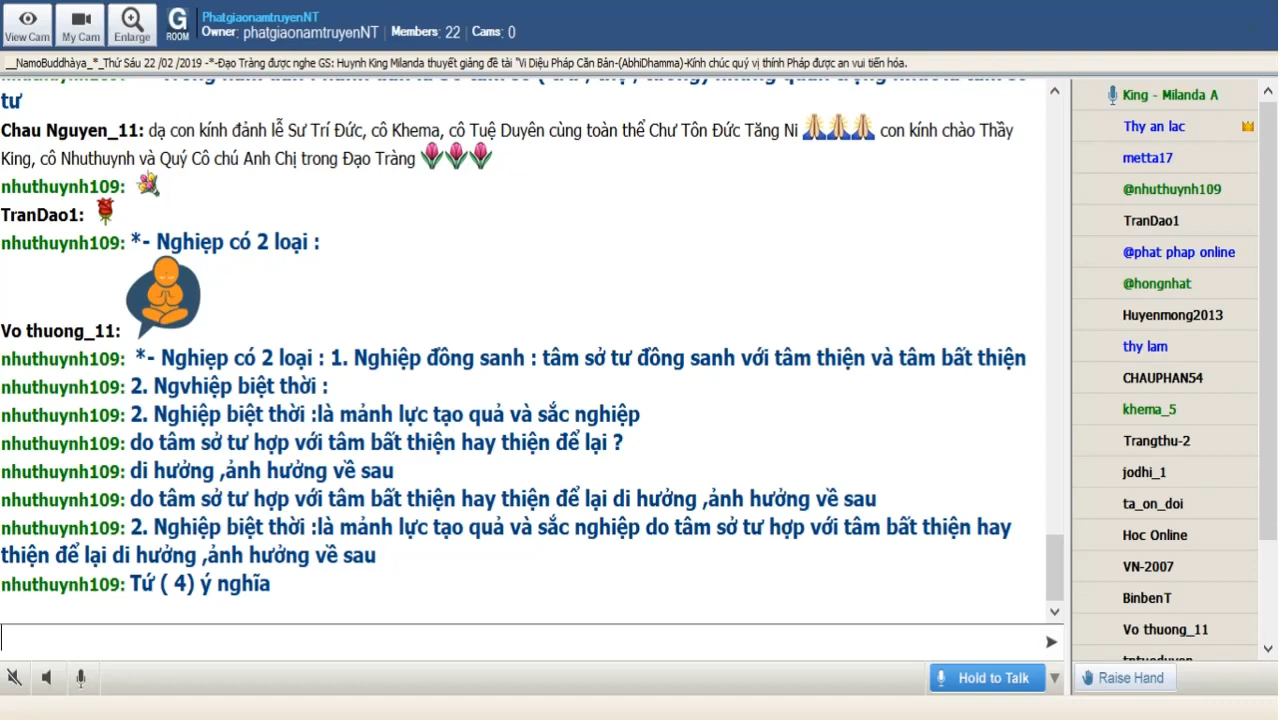 View Cam
My Cam
Enlarge
G
ROOM
PhatgiaonamtruyenNT
Owner: phatgiaonamtruyenNT | Members: 22 | Cams: 0
__NamoBuddhàya_*_Thứ Sáu 22 /02 /2019 -*-Đạo Tràng được nghe GS: Huynh King Milanda thuyết giảng đề tài "Vi Diệu Pháp Căn Bản-(AbhiDhamma)-Kính chúc quý vị thính Pháp được an vui tiến hóa.
tư
Chau Nguyen_11: dạ con kính đảnh lễ Sư Trí Đức, cô Khema, cô Tuệ Duyên cùng toàn thể Chư Tôn Đức Tăng Ni 🙏🙏🙏 con kính chào Thầy
King, cô Nhuthuynh và Quý Cô chú Anh Chị trong Đạo Tràng 🌷🌷🌷
nhuthuynh109: 💐
TranDao1: 🌹
nhuthuynh109: *- Nghiẹp có 2 loại :
Vo thuong_11:
nhuthuynh109: *- Nghiẹp có 2 loại : 1. Nghiệp đồng sanh : tâm sở tư đồng sanh với tâm thiện và tâm bất thiện
nhuthuynh109: 2. Ngvhiệp biệt thời :
nhuthuynh109: 2. Nghiệp biệt thời :là mảnh lực tạo quả và sắc nghiệp
nhuthuynh109: do tâm sở tư hợp với tâm bất thiện hay thiện để lại ?
nhuthuynh109: di hưởng ,ảnh hưởng về sau
nhuthuynh109: do tâm sở tư hợp với tâm bất thiện hay thiện để lại di hưởng ,ảnh hưởng về sau
nhuthuynh109: 2. Nghiệp biệt thời :là mảnh lực tạo quả và sắc nghiệp do tâm sở tư hợp với tâm bất thiện hay
thiện để lại di hưởng ,ảnh hưởng về sau
nhuthuynh109: Tứ ( 4) ý nghĩa
King - Milanda A
Thy an lac
metta17
@nhuthuynh109
TranDao1
@phat phap online
@hongnhat
Huyenmong2013
thy lam
CHAUPHAN54
khema_5
Trangthu-2
jodhi_1
ta_on_doi
Hoc Online
VN-2007
BinbenT
Vo thuong_11
Hold to Talk
Raise Hand